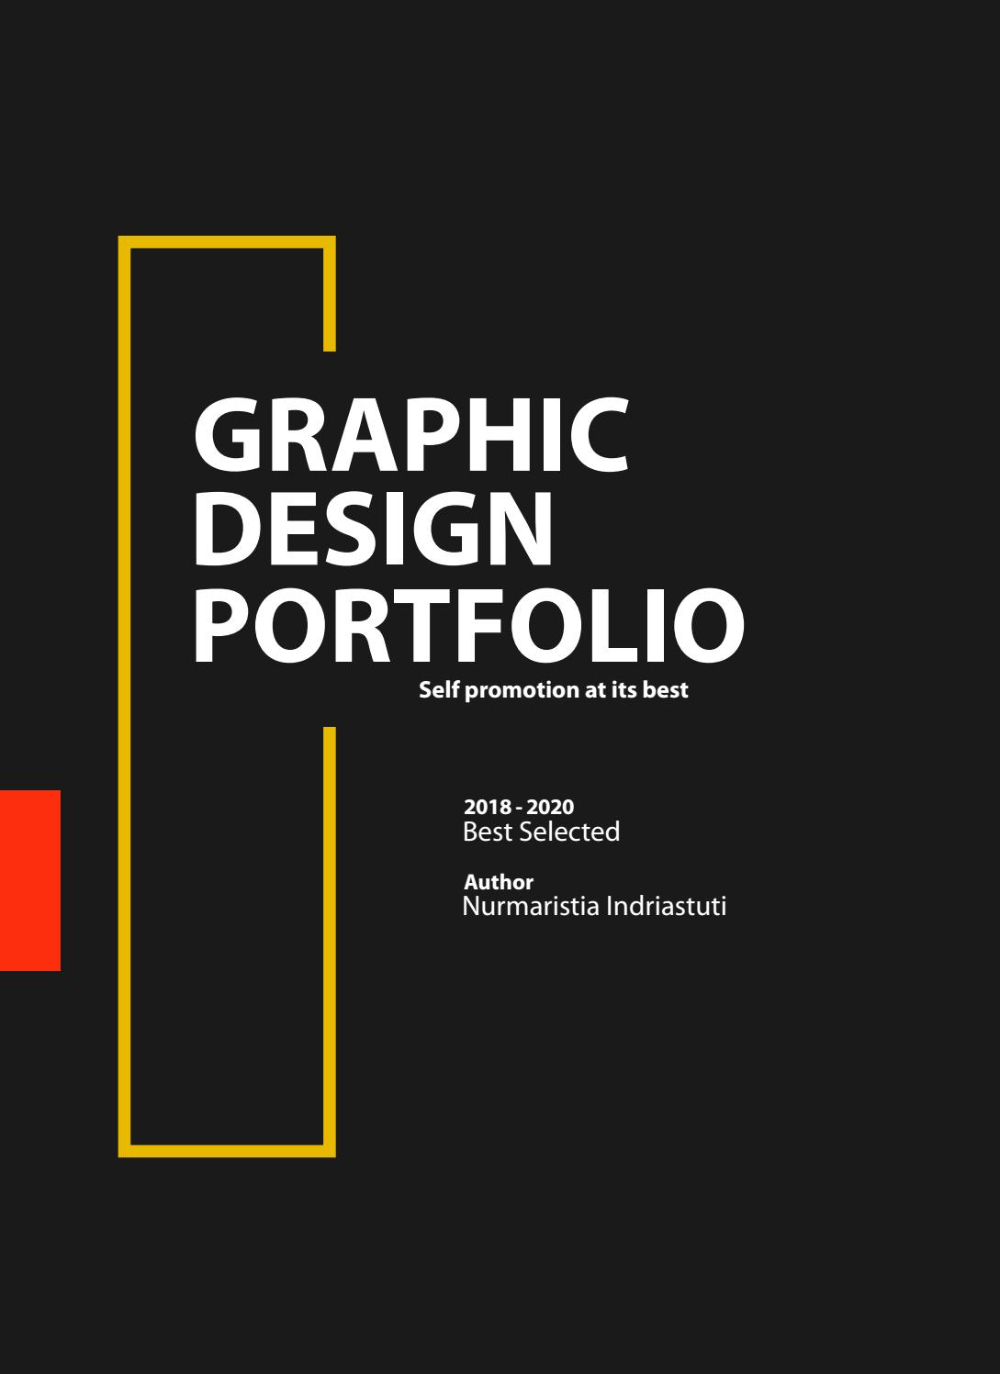 GRAPHIC
DESIGN
PORTFOLIO
Self promotion at its best
2018 - 2020
Best Selected
Author
Nurmaristia Indriastuti